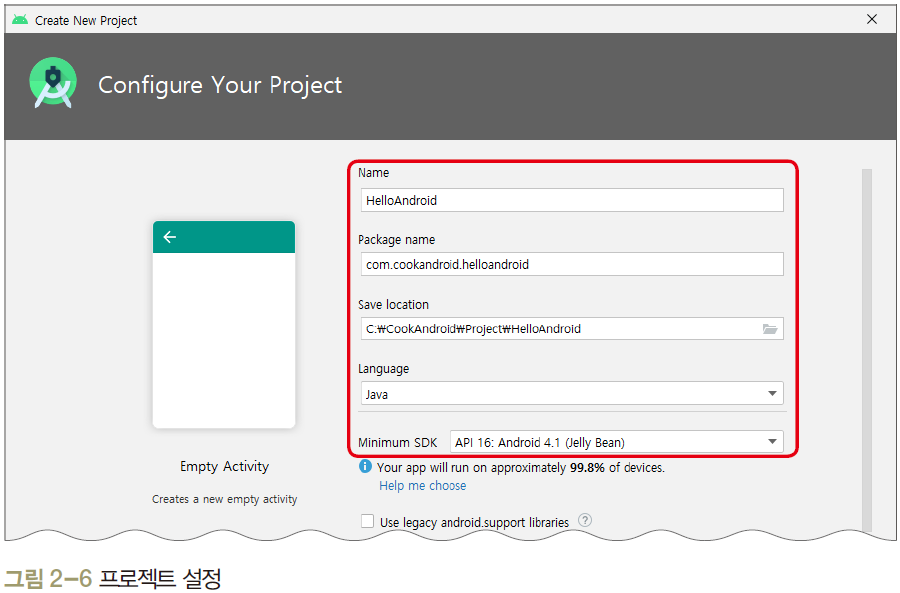 Create New Project
Configure Your Project
Name
HelloAndroid
Package name
com.cookandroid.helloandroid
Save location
C:₩CookAndroid₩Project₩HelloAndroid
Language
Java
Minimum SDK API 16: Android 4.1 (Jelly Bean)
Your app will run on approximately 99.8% of devices.
Help me choose
Use legacy android.support libraries ?
Empty Activity
Creates a new empty activity
그림 2-6 프로젝트 설정